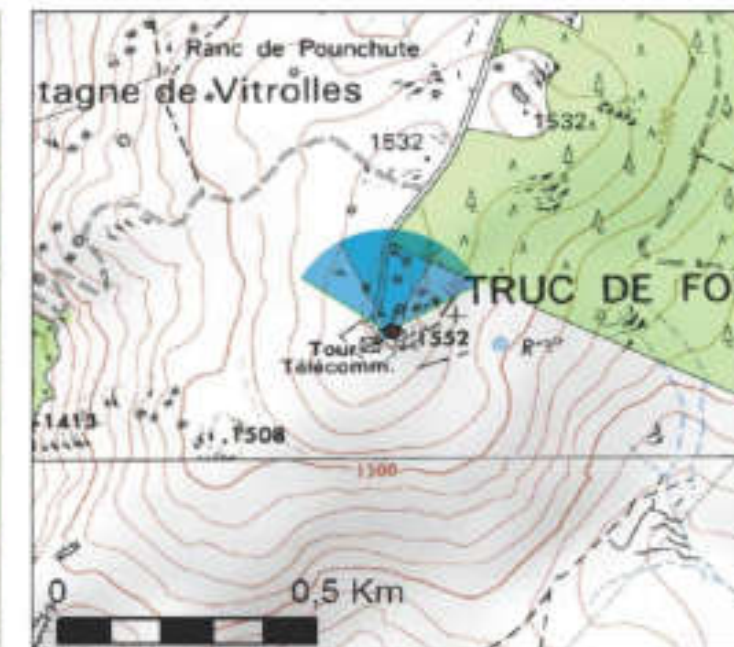 Ranc de Pounchute
tagne de Vitrolles
1532
1532
TRUC DE FO
1552
Tour
Télécomm.
1413
1508
1500
0 0,5 Km